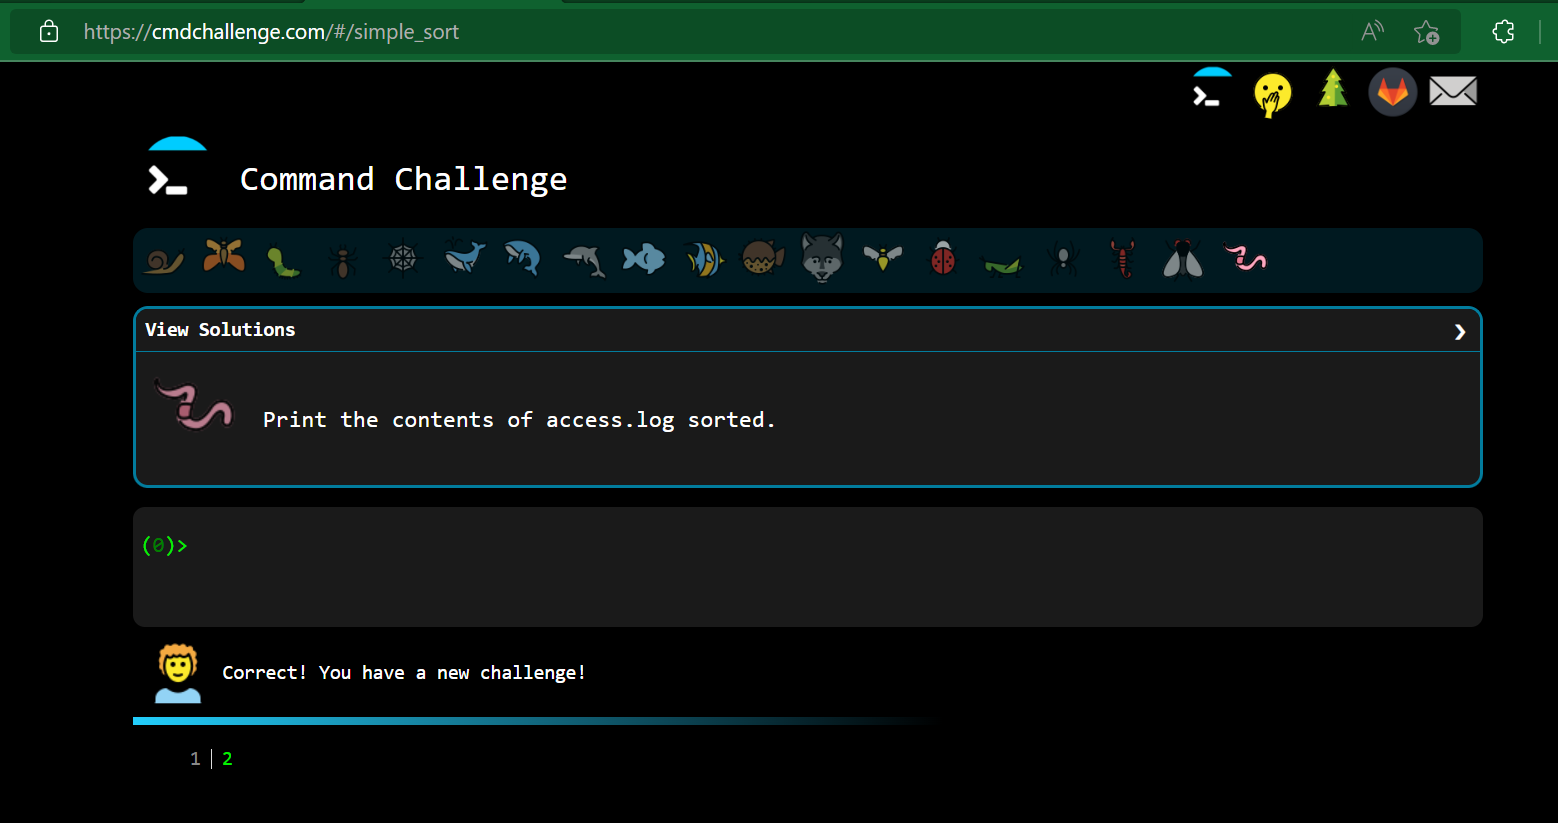 https://cmdchallenge.com/#/simple_sort
Command Challenge
View Solutions
Print the contents of access.log sorted.
(0)>
Correct! You have a new challenge!
1 | 2